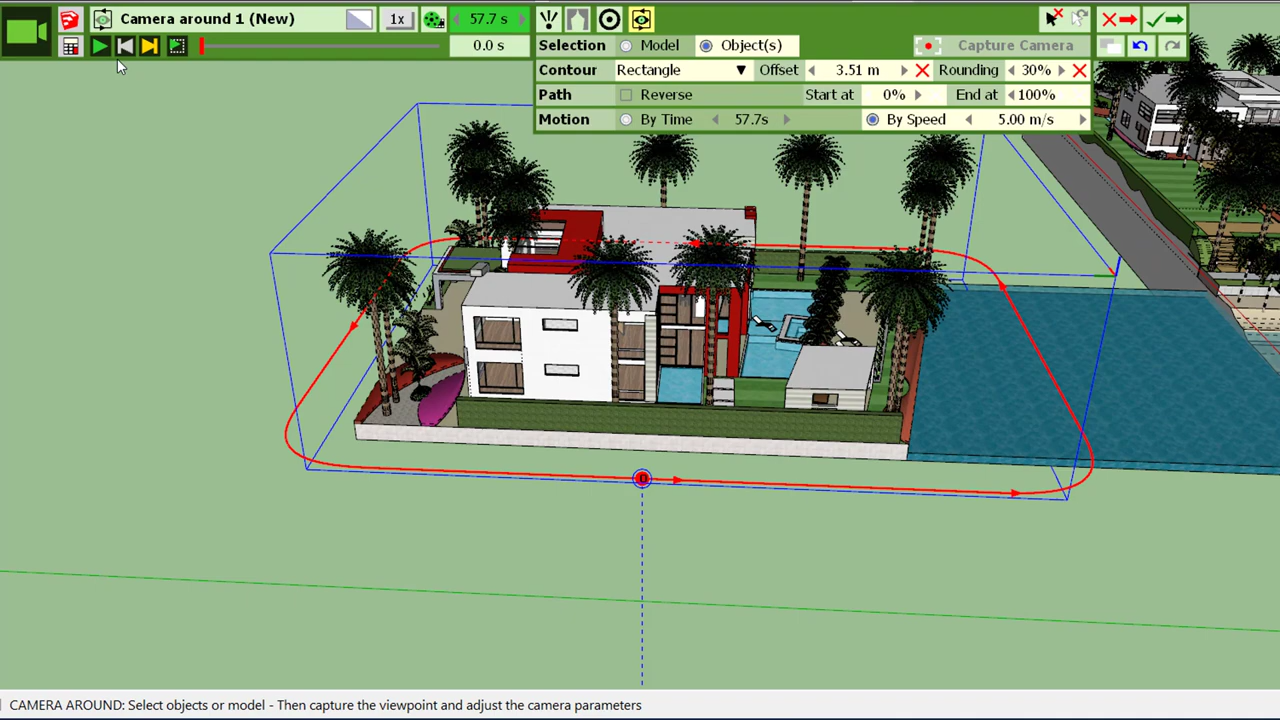 Camera around 1 (New) 1x 57.7 s
0.0 s
Selection Model Object(s) Capture Camera
Contour Rectangle Offset 3.51 m Rounding 30%
Path Reverse Start at 0% End at 100%
Motion By Time 57.7s By Speed 5.00 m/s
CAMERA AROUND: Select objects or model - Then capture the viewpoint and adjust the camera parameters